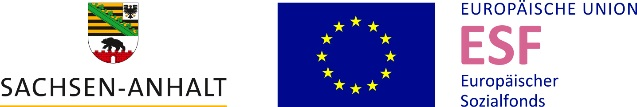 SACHSEN-ANHALT
EUROPÄISCHE UNION
ESF
Europäischer
Sozialfonds